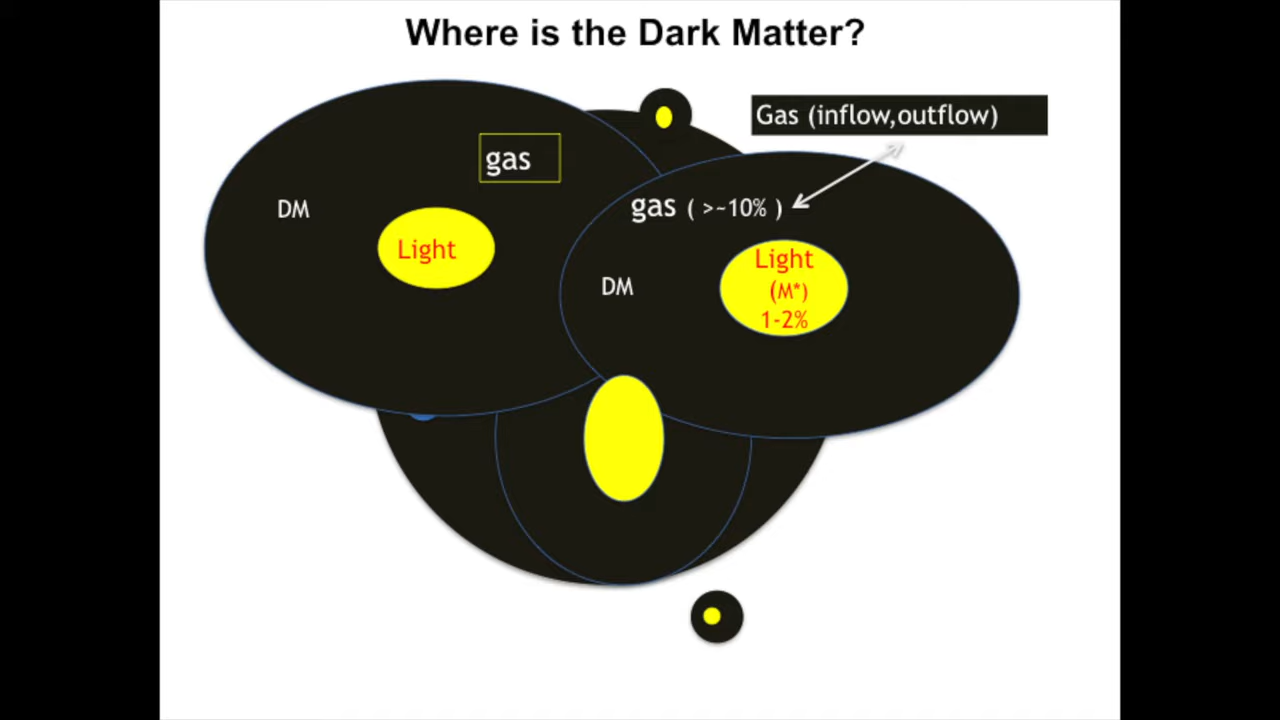 Where is the Dark Matter?
Gas (inflow,outflow)
gas
DM
Light
gas ( >~10% )
DM
Light
(M*)
1-2%